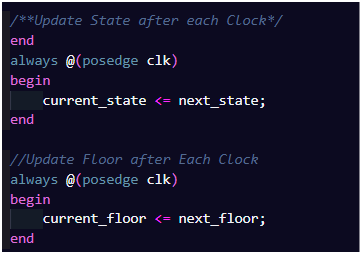 /**Update State after each Clock*/
end
always @(posedge clk)
begin
current_state <= next_state;
end
//Update Floor after Each Clock
always @(posedge clk)
begin
current_floor <= next_floor;
end